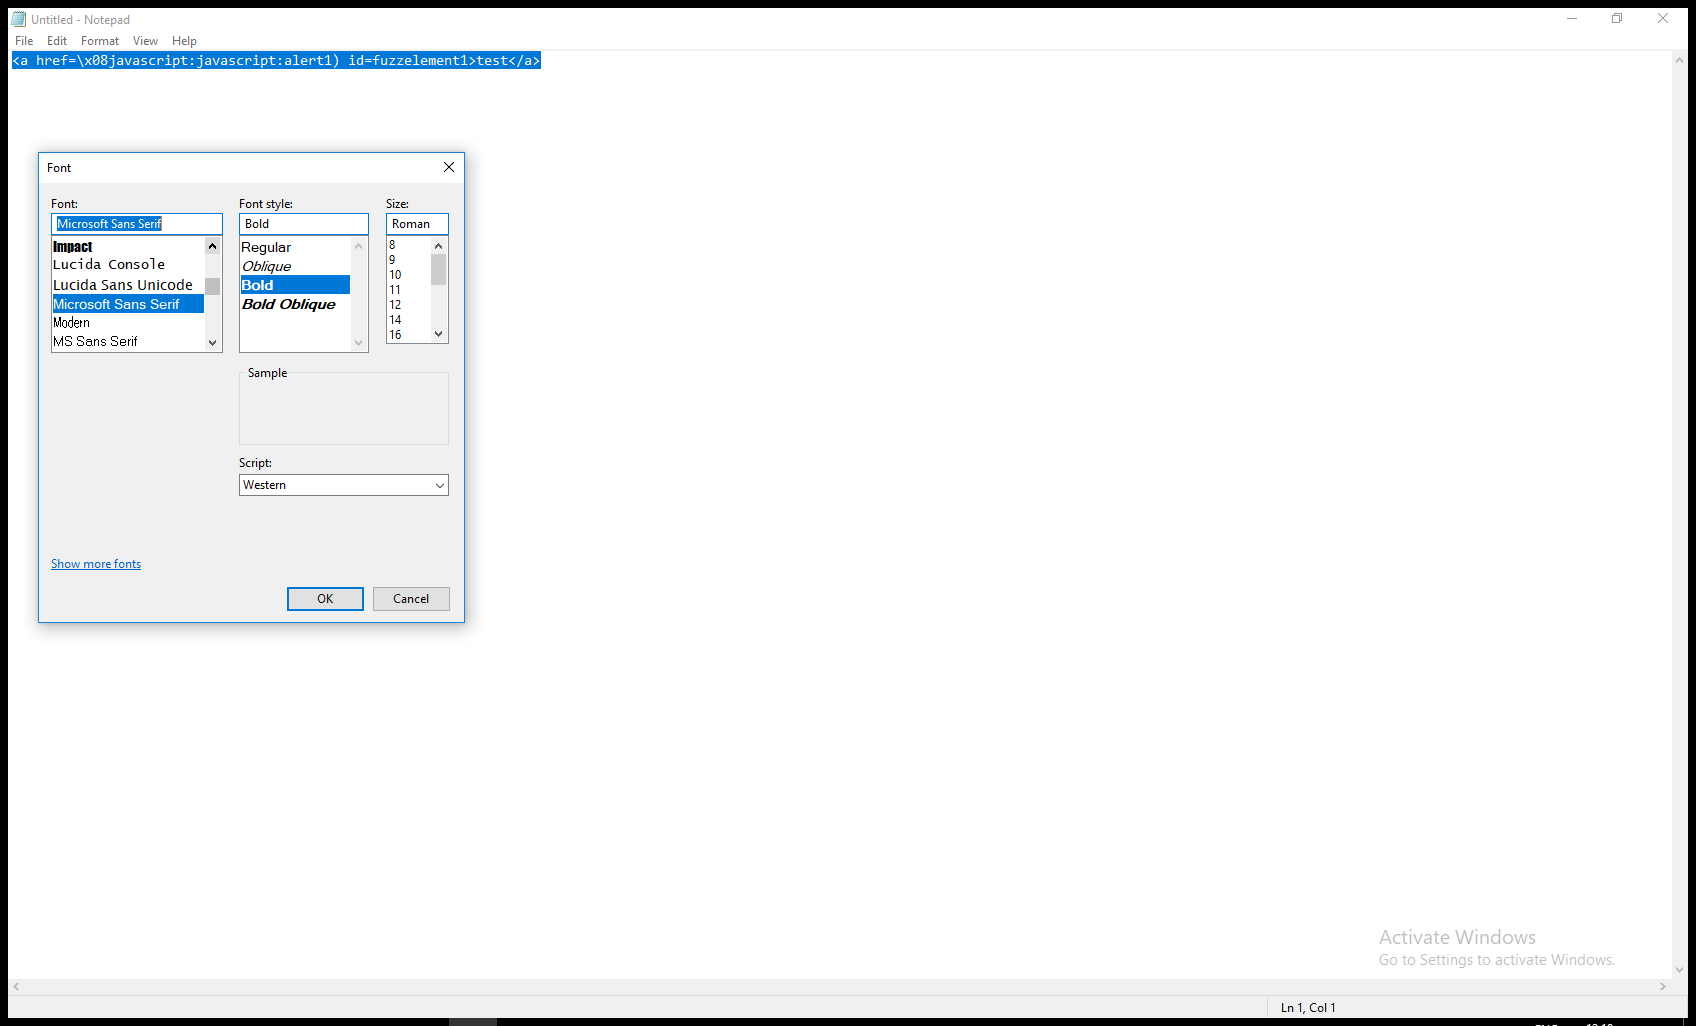 Untitled - Notepad
File Edit Format View Help
<a href=\x08javascript:javascript:alert1) id=fuzzelement1>test</a>
Font
Font: Font style: Size:
Microsoft Sans Serif Bold Roman
Impact
Lucida Console
Lucida Sans Unicode
Microsoft Sans Serif
Modern
MS Sans Serif
Regular
Oblique
Bold
Bold Oblique
8
9
10
11
12
14
16
Sample
Script:
Western
Show more fonts
OK Cancel
Activate Windows
Go to Settings to activate Windows.
Ln 1, Col 1